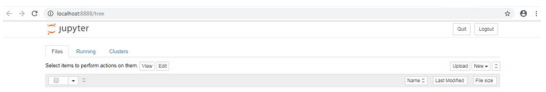 localhost:8888/tree
jupyter Quit Logout
Files Running Clusters
Select items to perform actions on them. View Edit Upload New
Name Last Modified File size